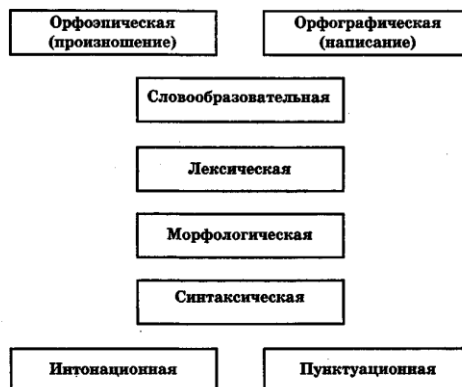 Орфоэпическая
(произношение)
Орфографическая
(написание)
Словообразовательная
Лексическая
Морфологическая
Синтаксическая
Интонационная
Пунктуационная